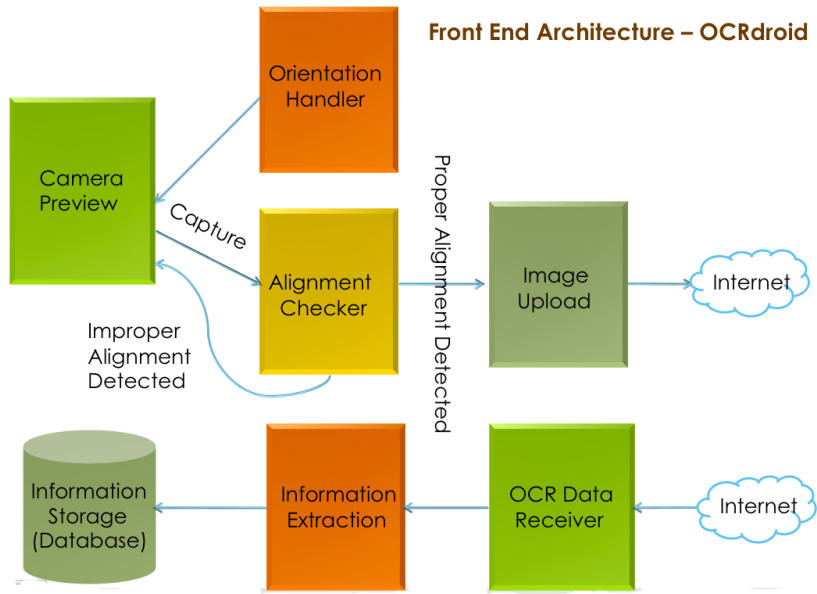 Front End Architecture – OCRdroid
Orientation
Handler
Camera
Preview
Capture
Alignment
Checker
Proper Alignment Detected
Image
Upload
Internet
Improper
Alignment
Detected
Information
Storage
(Database)
Information
Extraction
OCR Data
Receiver
Internet